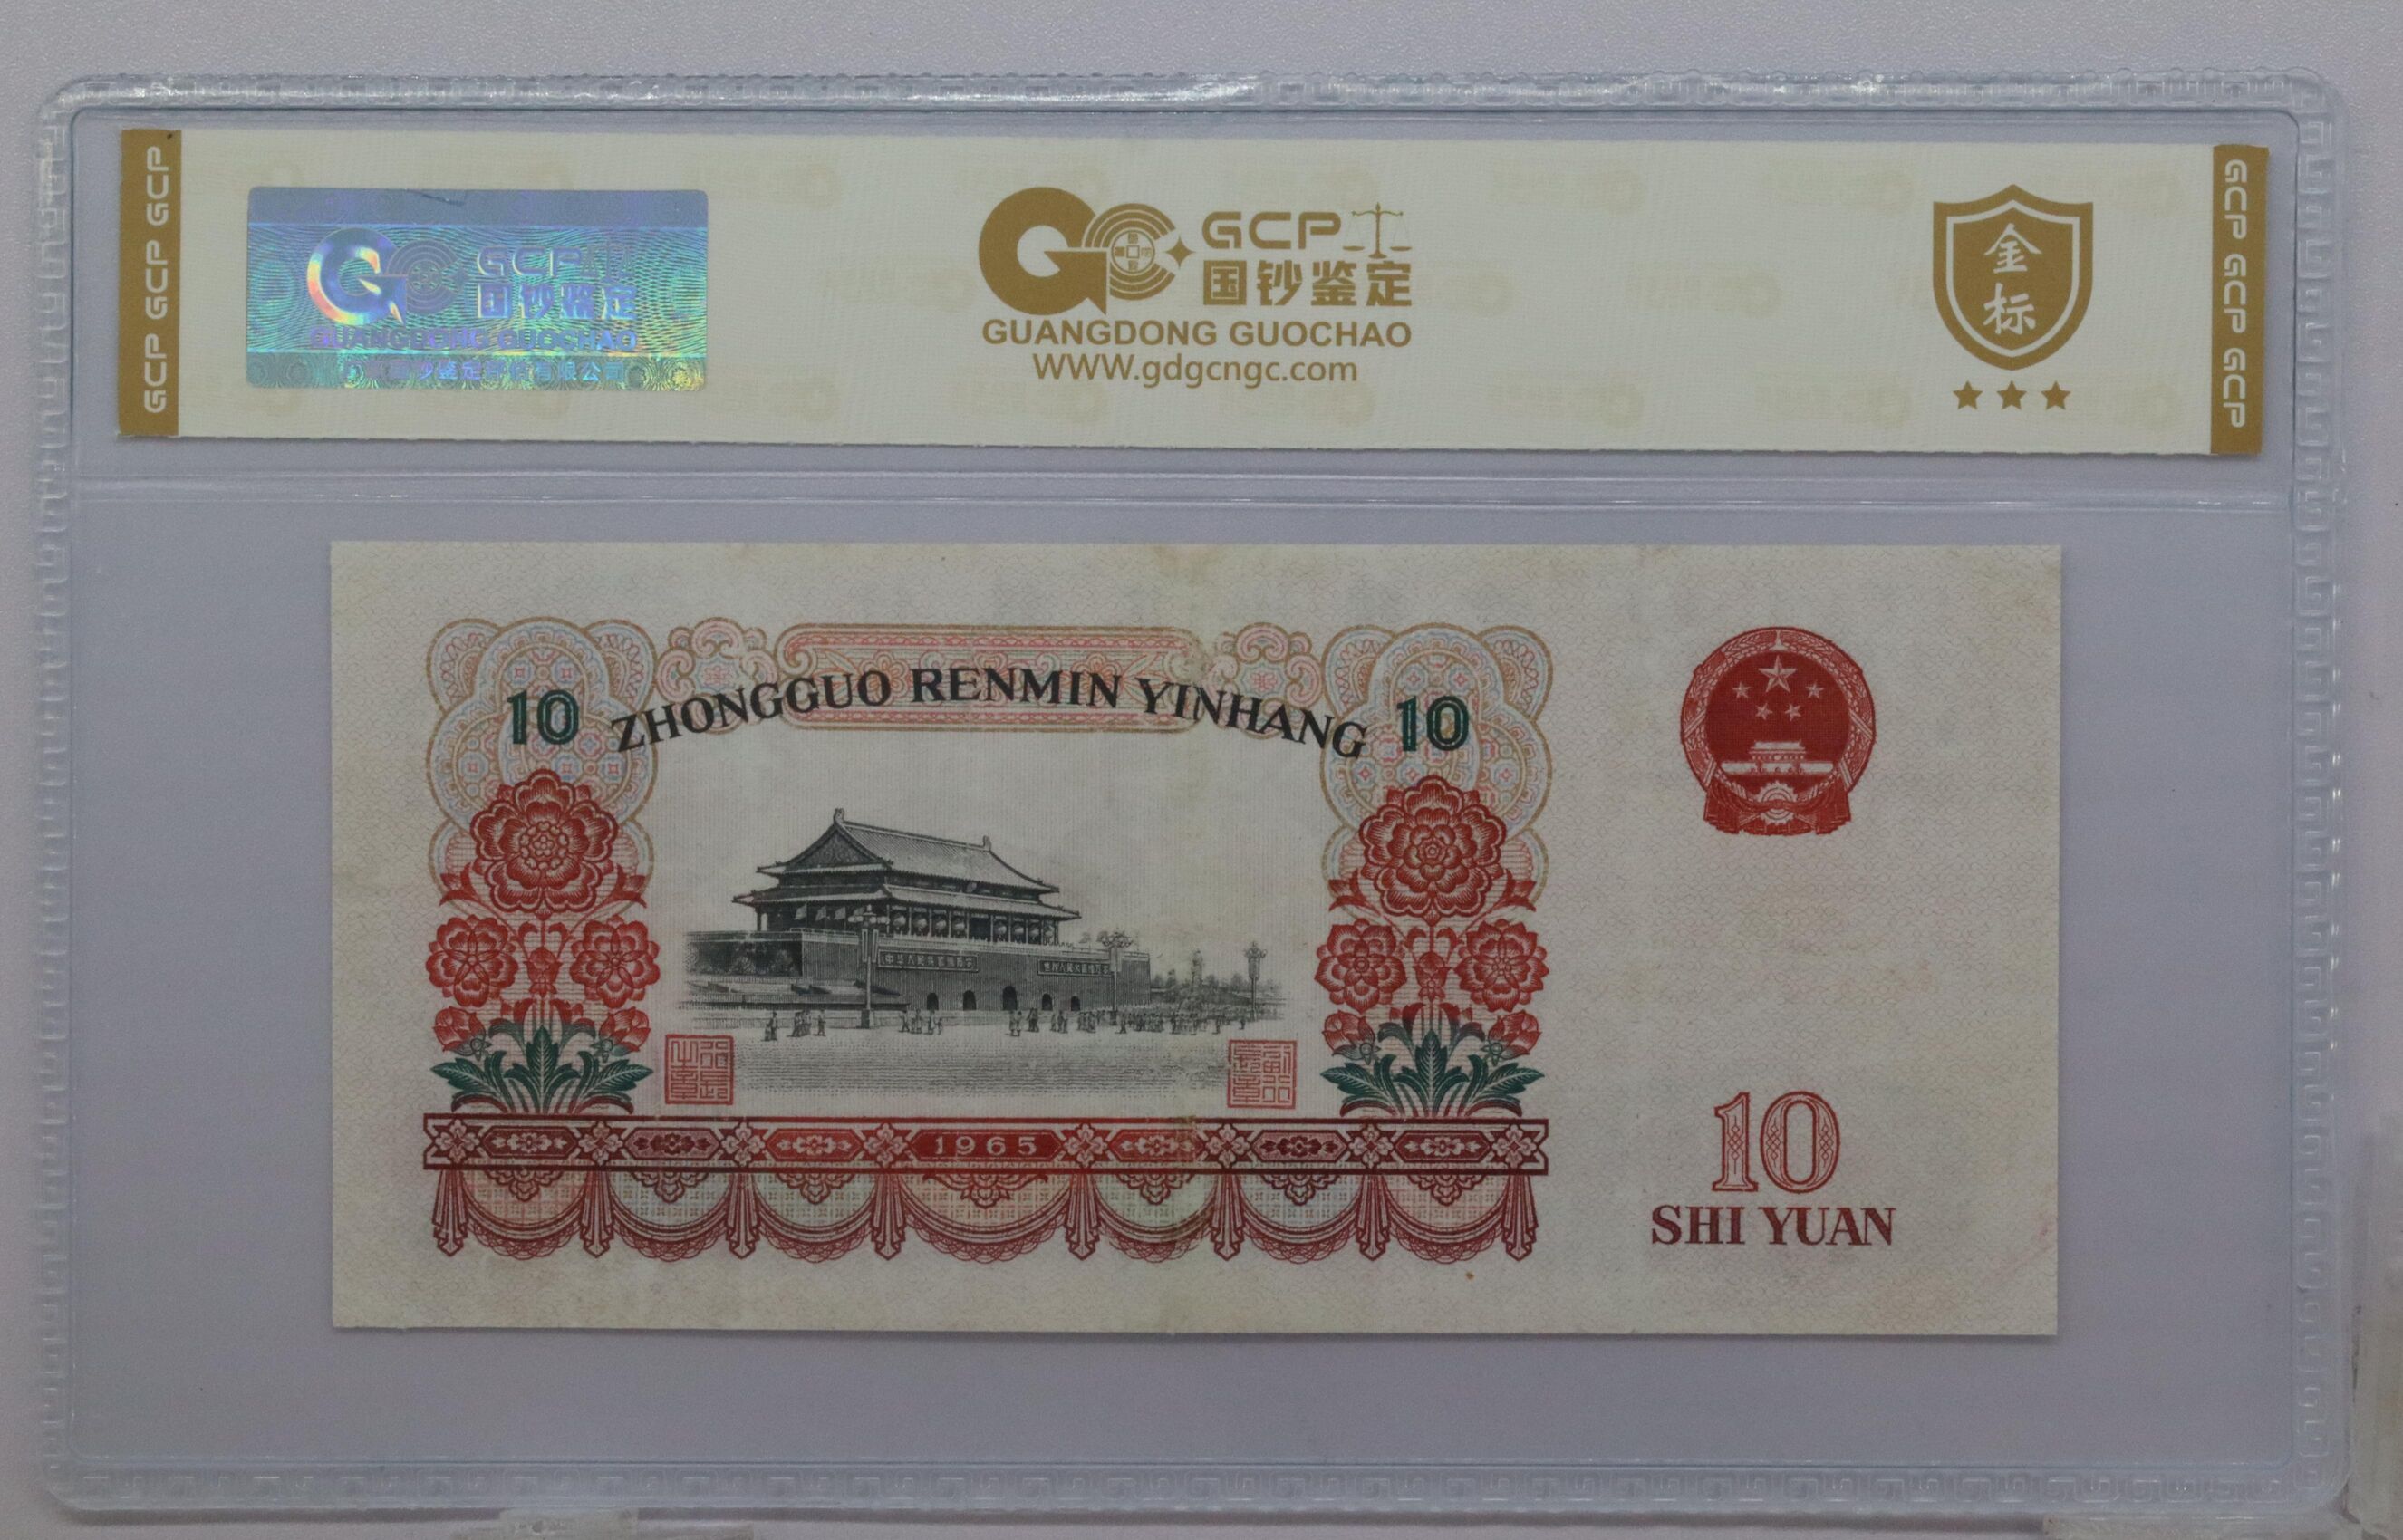 GCP GCP GCP
GCP
国钞鉴定
GUANGDONG GUOCHAO
GCP
国钞鉴定
GUANGDONG GUOCHAO
WWW.gdgcngc.com
金
标
GCP GCP GCP
10 ZHONGGUO RENMIN YINHANG 10
1965
10
SHI YUAN